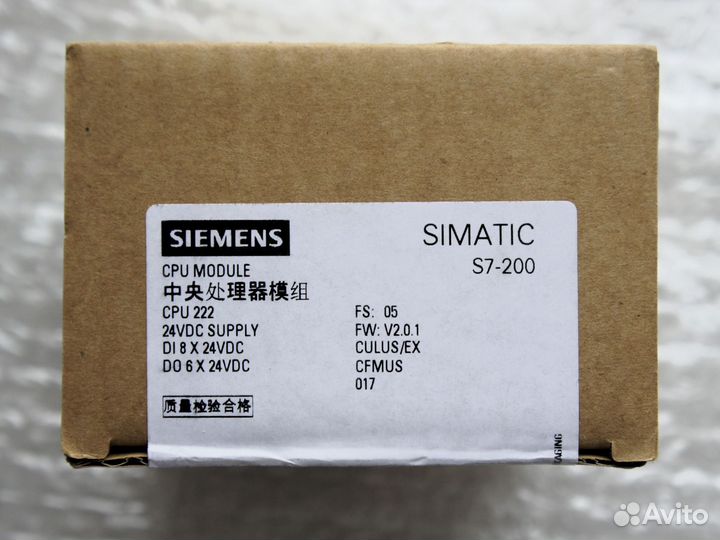 SIEMENS
SIMATIC
S7-200
CPU MODULE
中央处理器模组
CPU 222
24VDC SUPPLY
DI 8 X 24VDC
DO 6 X 24VDC
FS: 05
FW: V2.0.1
CULUS/EX
CFMUS
017
质量检验合格
Avito